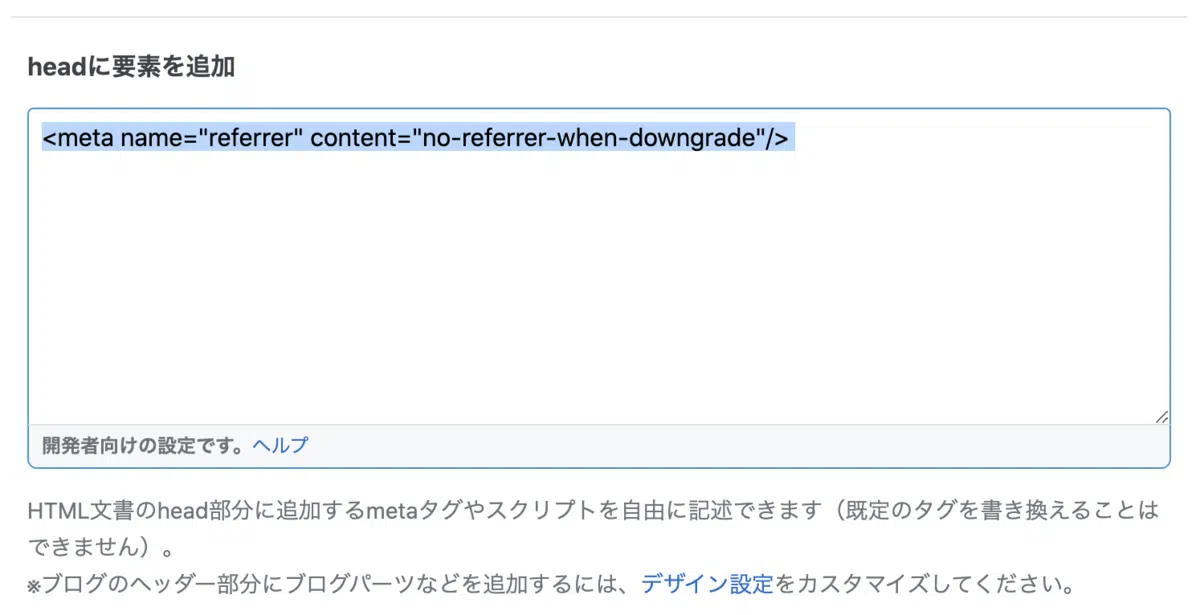 headに要素を追加
<meta name="referrer" content="no-referrer-when-downgrade"/>
開発者向けの設定です。ヘルプ
HTML文書のhead部分に追加するmetaタグやスクリプトを自由に記述できます（既定のタグを書き換えることは
できません）。
※ブログのヘッダー部分にブログパーツなどを追加するには、デザイン設定をカスタマイズしてください。